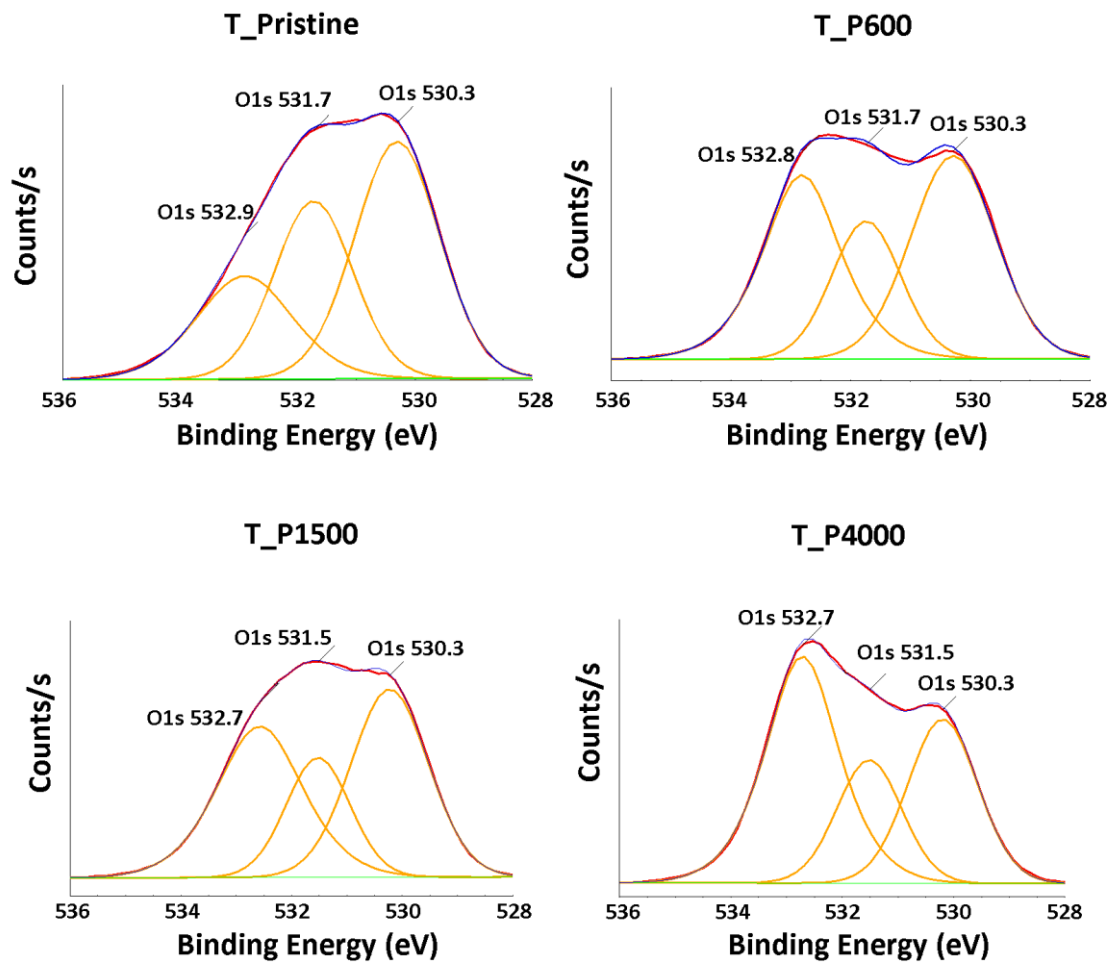 T_Pristine
O1s 531.7
O1s 530.3
O1s 532.9
Counts/s
536
534
532
530
528
Binding Energy (eV)
T_P600
O1s 531.7
O1s 530.3
O1s 532.8
Counts/s
536
534
532
530
528
Binding Energy (eV)
T_P1500
O1s 531.5
O1s 530.3
O1s 532.7
Counts/s
536
534
532
530
528
Binding Energy (eV)
T_P4000
O1s 532.7
O1s 531.5
O1s 530.3
Counts/s
536
534
532
530
528
Binding Energy (eV)